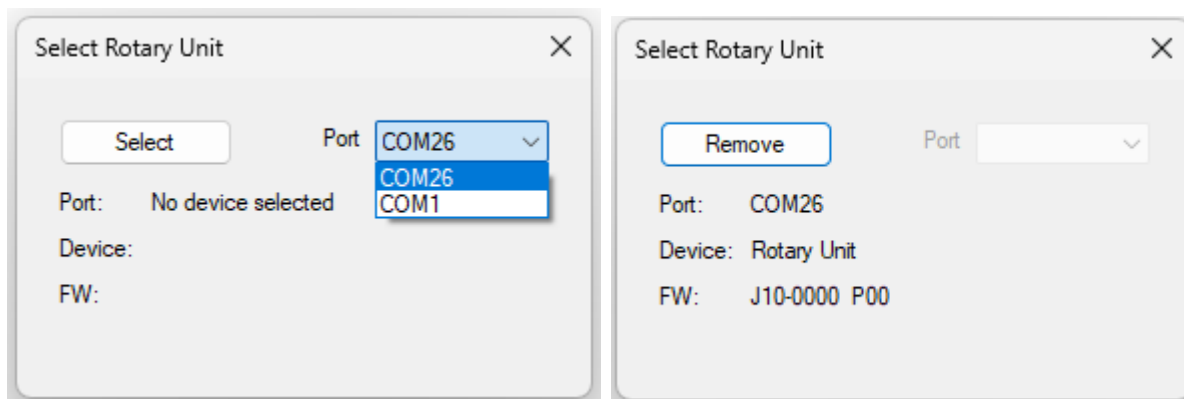 Select Rotary Unit
Select
Port
COM26
COM26
COM1
Port: No device selected
Device:
FW:
Select Rotary Unit
Remove
Port
Port: COM26
Device: Rotary Unit
FW: J10-0000 P00